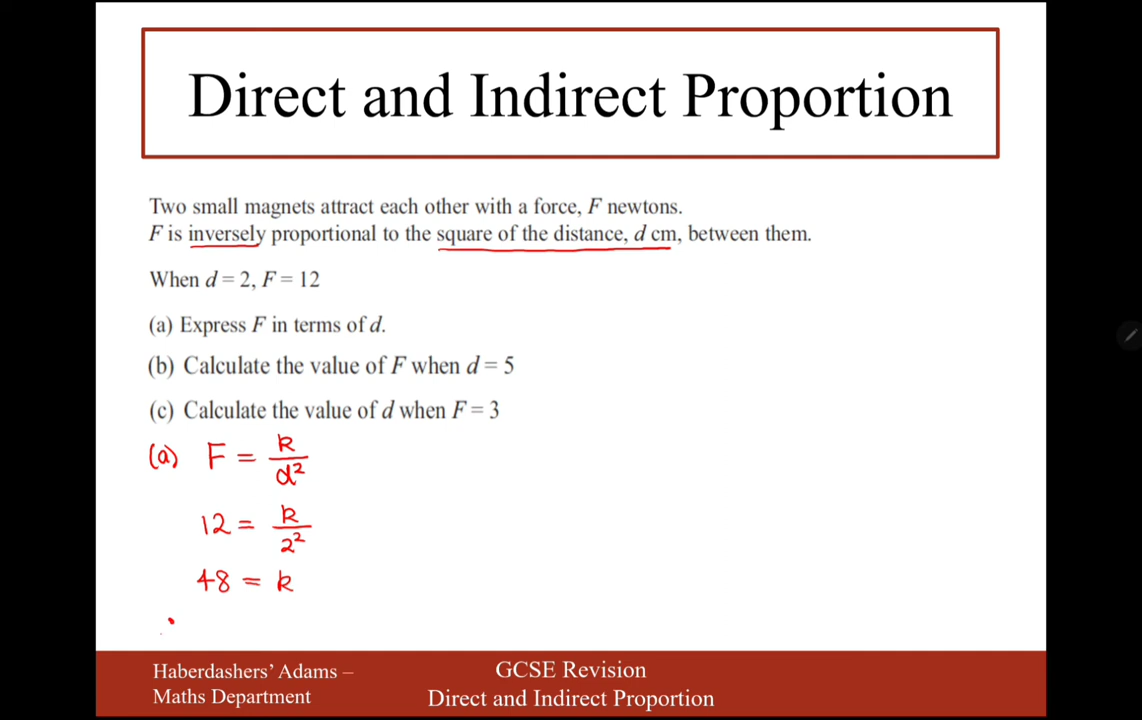 Direct and Indirect Proportion
Two small magnets attract each other with a force, F newtons.
F is inversely proportional to the square of the distance, d cm, between them.
When d = 2, F = 12
(a) Express F in terms of d.
(b) Calculate the value of F when d = 5
(c) Calculate the value of d when F = 3
(a) F = k/d²
12 = k/2²
48 = k
Haberdashers' Adams –
Maths Department
GCSE Revision
Direct and Indirect Proportion